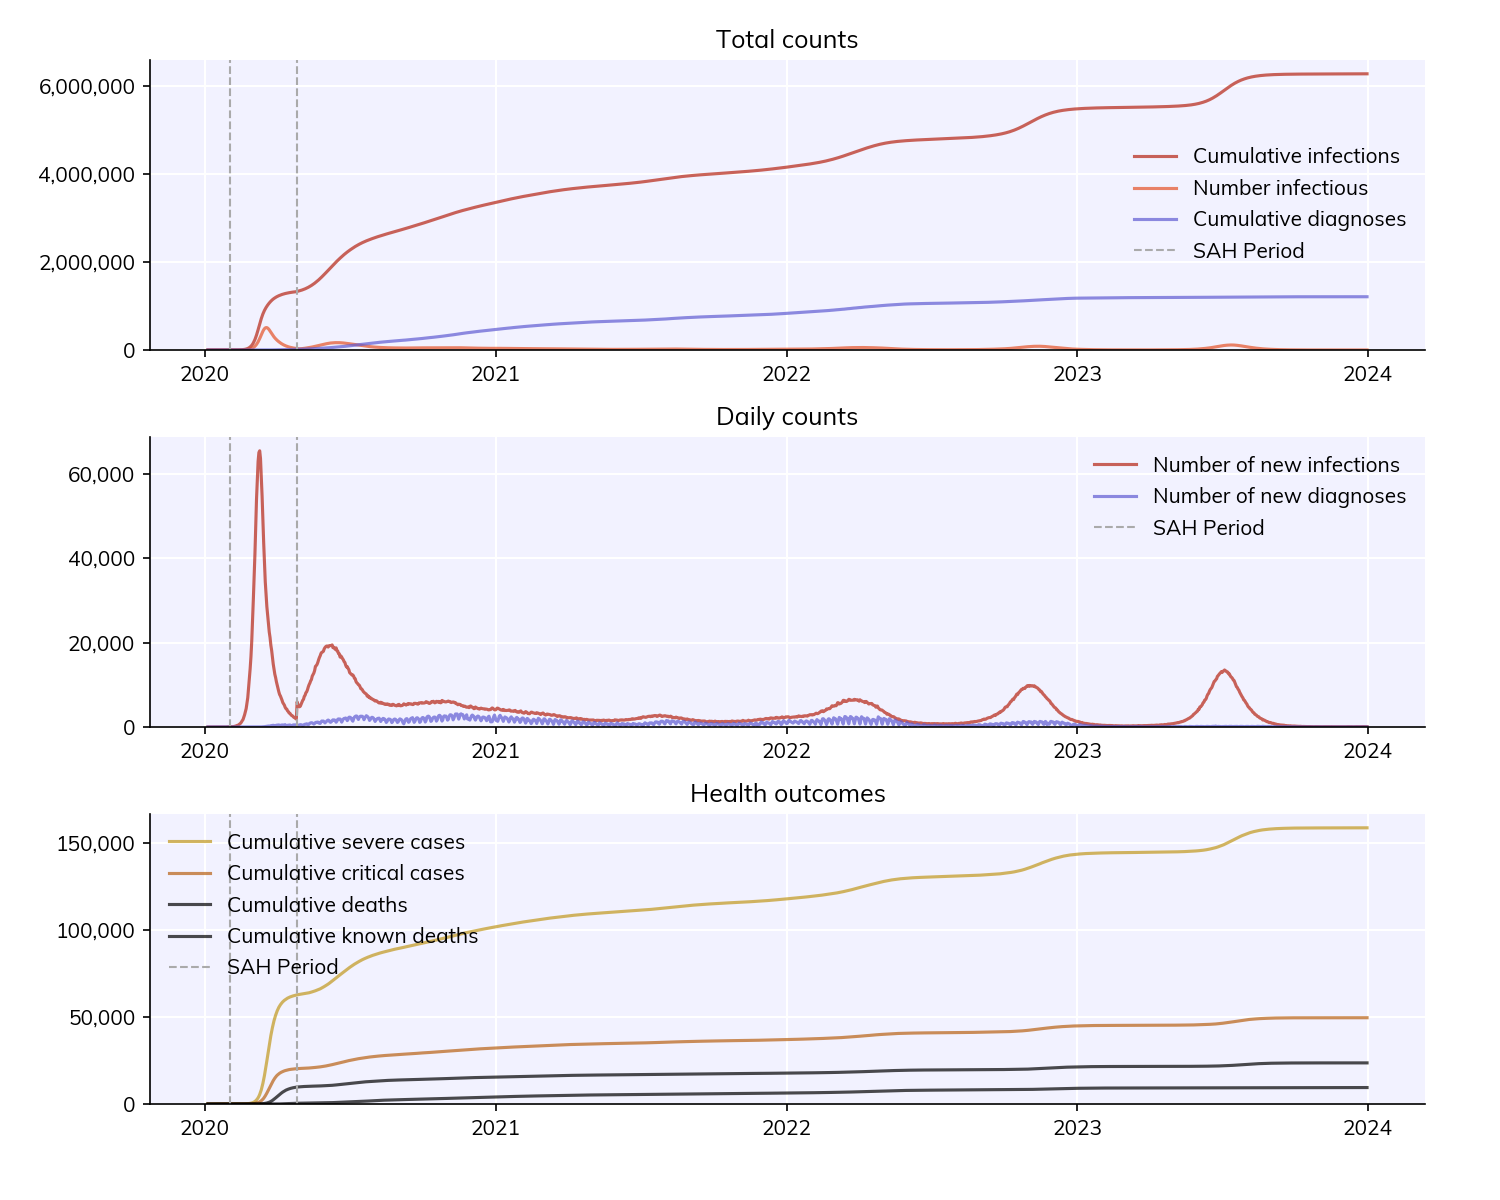 Total counts
6,000,000
4,000,000
2,000,000
0
Cumulative infections
Number infectious
Cumulative diagnoses
SAH Period
2020 2021 2022 2023 2024
Daily counts
60,000
40,000
20,000
0
Number of new infections
Number of new diagnoses
SAH Period
2020 2021 2022 2023 2024
Health outcomes
150,000
100,000
50,000
0
Cumulative severe cases
Cumulative critical cases
Cumulative deaths
Cumulative known deaths
SAH Period
2020 2021 2022 2023 2024